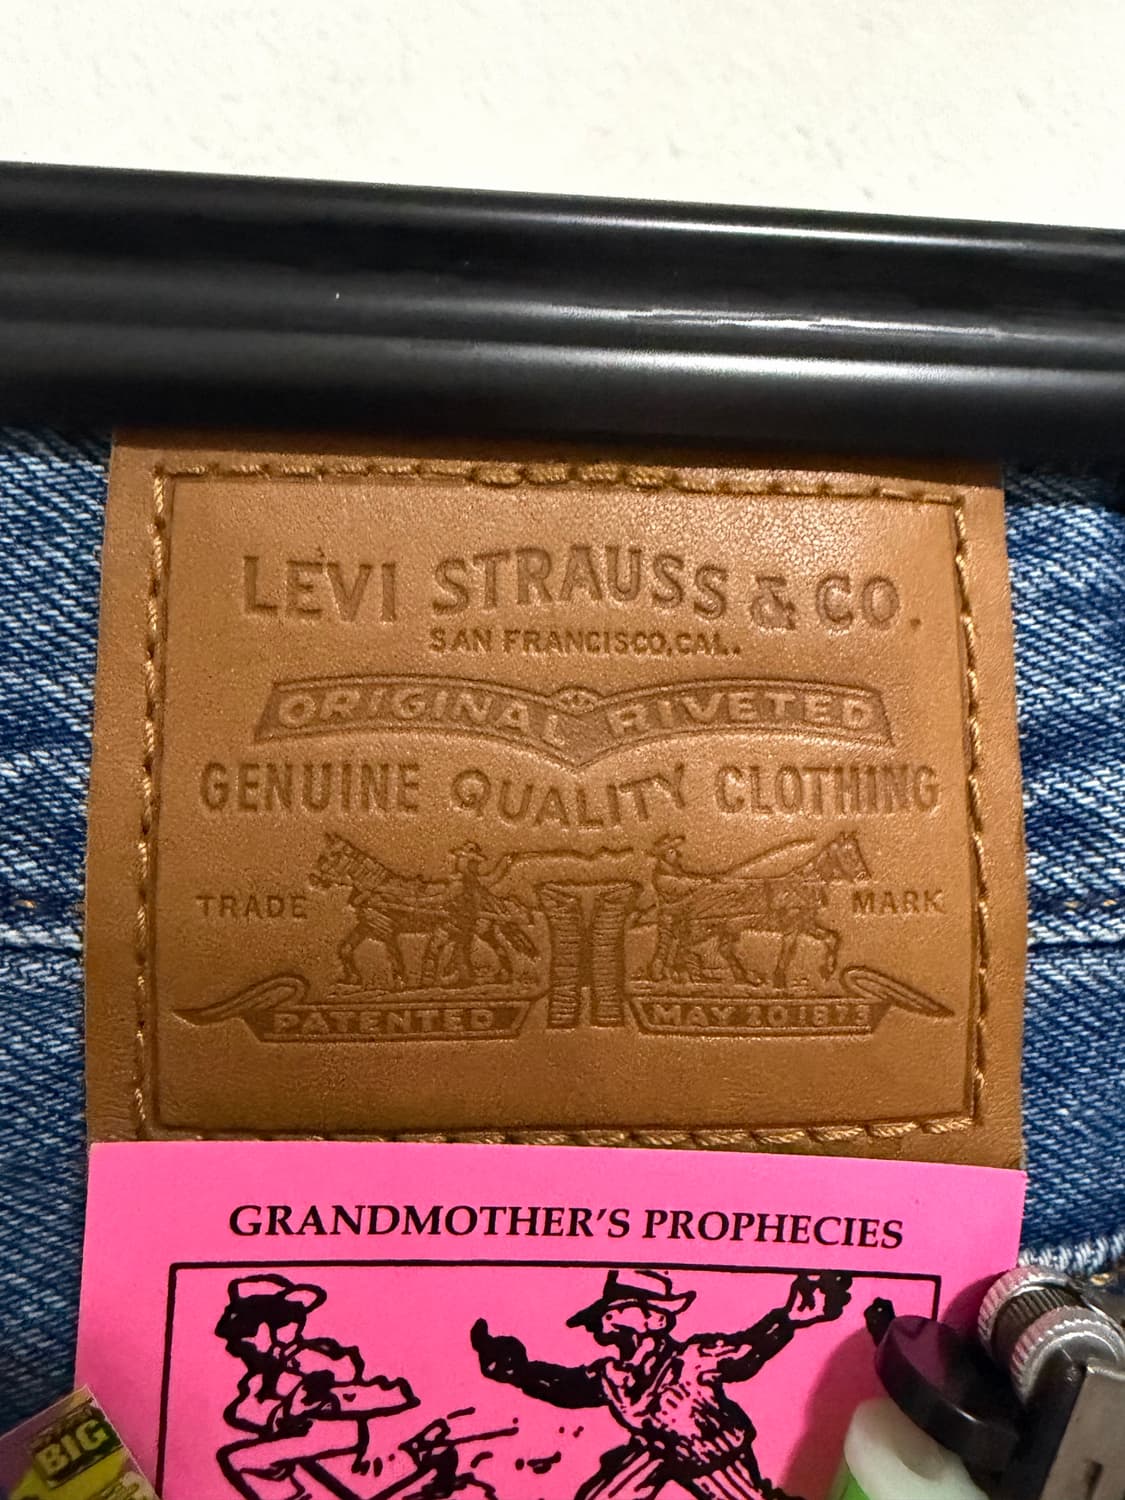 LEVI STRAUSS & CO.
SAN FRANCISCO, CAL.
ORIGINAL RIVETED
GENUINE QUALITY CLOTHING
TRADE MARK
PATENTED MAY 20 1873
GRANDMOTHER'S PROPHECIES
BIG